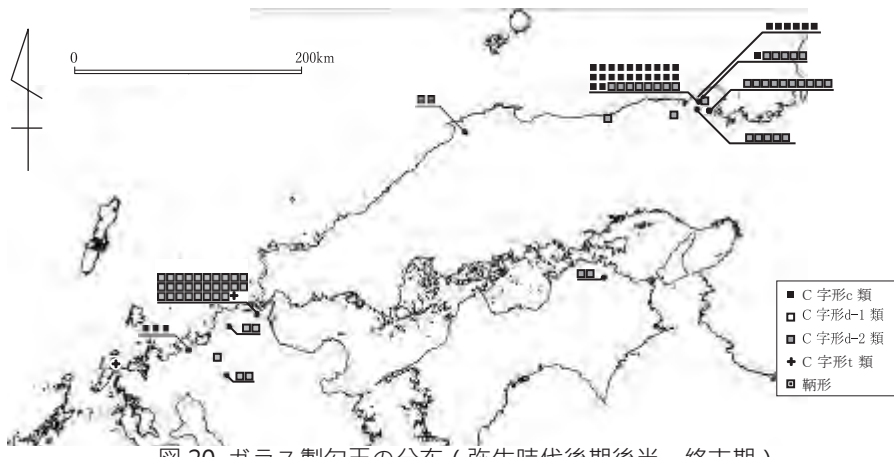 0
200km
C 字形c 類
C 字形d-1 類
C 字形d-2 類
C 字形t 類
鞆形
図 20 ガラス製勾玉の分布 ( 弥生時代後期後半～終末期 )